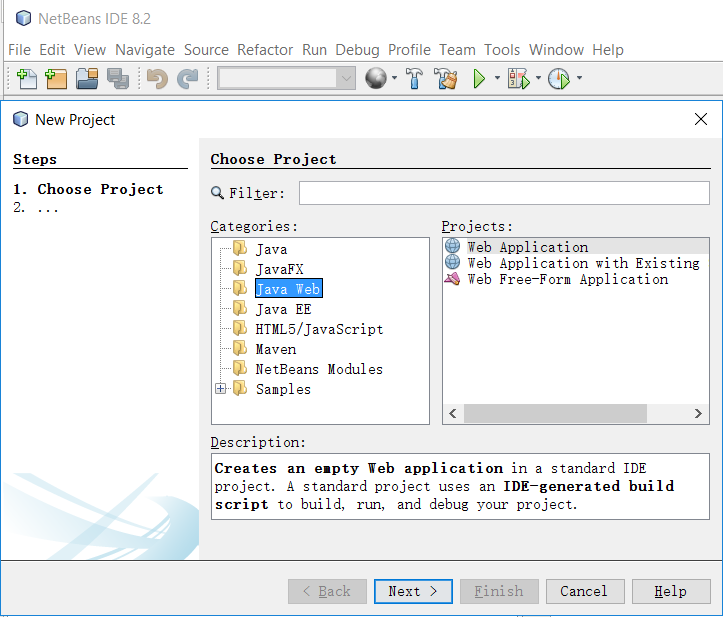 NetBeans IDE 8.2
File Edit View Navigate Source Refactor Run Debug Profile Team Tools Window Help
New Project
Steps
1. Choose Project
2. ...
Choose Project
Filter:
Categories:
Java
JavaFX
Java Web
Java EE
HTML5/JavaScript
Maven
NetBeans Modules
Samples
Projects:
Web Application
Web Application with Existing
Web Free-Form Application
Description:
Creates an empty Web application in a standard IDE
project. A standard project uses an IDE-generated build
script to build, run, and debug your project.
< Back Next > Finish Cancel Help